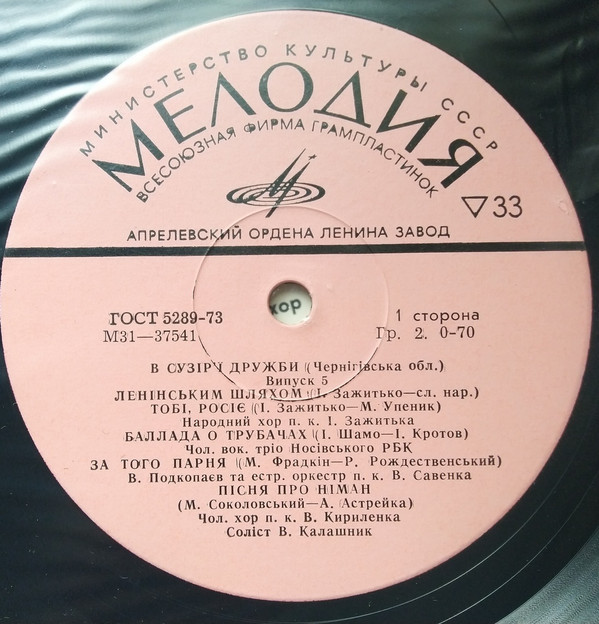 МИНИСТЕРСТВО КУЛЬТУРЫ СССР
МЕЛОДИЯ
ВСЕСОЮЗНАЯ ФИРМА ГРАМПЛАСТИНОК
33
АПРЕЛЕВСКИЙ ОРДЕНА ЛЕНИНА ЗАВОД
хор
ГОСТ 5289-73
1 сторона
М31—37541
Гр. 2. 0-70
В СУЗІР'Ї ДРУЖБИ (Чернігівська обл.)
Випуск 5
ЛЕНІНСЬКИМ ШЛЯХОМ (І. Зажитько—сл. нар.)
ТОБІ, РОСІЄ (І. Зажитько—М. Упеник)
Народний хор п. к. І. Зажитька
БАЛЛАДА О ТРУБАЧАХ (І. Шамо—І. Кротов)
Чол. вок. тріо Носівського РБК
ЗА ТОГО ПАРНЯ (М. Фрадкін—Р. Рождественський)
В. Подкопаєв та естр. оркестр п. к. В. Савенка
ПІСНЯ ПРО НІМАН
(М. Соколовський—А. Астрейка)
Чол. хор п. к. В. Кириленка
Соліст В. Калашник